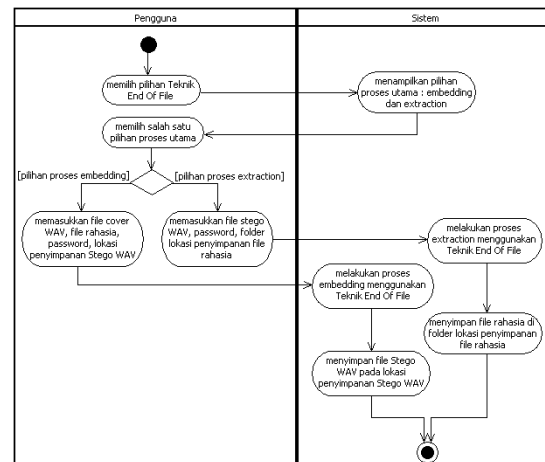 Pengguna
Sistem
memilih pilihan Teknik
End Of File
menampilkan pilihan
proses utama : embedding
dan extraction
memilih salah satu
pilihan proses utama
[pilihan proses embedding]
[pilihan proses extraction]
memasukkan file cover
WAV, file rahasia,
password, lokasi
penyimpanan Stego WAV
memasukkan file stego
WAV, password, folder
lokasi penyimpanan file
rahasia
melakukan proses
extraction menggunakan
Teknik End Of File
melakukan proses
embedding menggunakan
Teknik End Of File
menyimpan file rahasia di
folder lokasi penyimpanan
file rahasia
menyimpan file Stego
WAV pada lokasi
penyimpanan Stego WAV